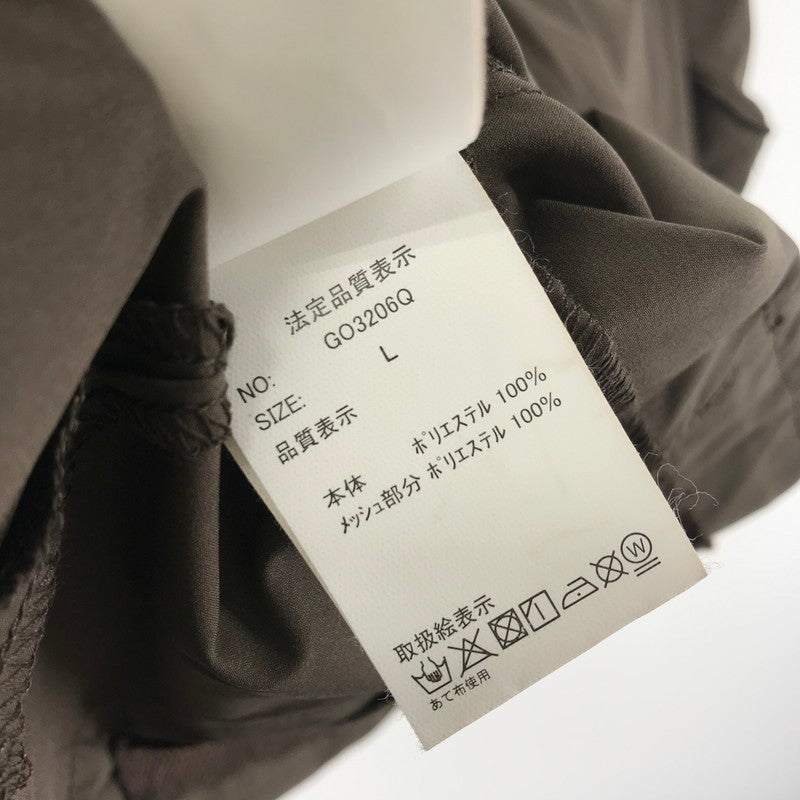 法定品質表示
NO: GO3206Q
SIZE: L
品質表示
本体 ポリエステル 100%
メッシュ部分 ポリエステル 100%
取扱絵表示
W
あて布使用